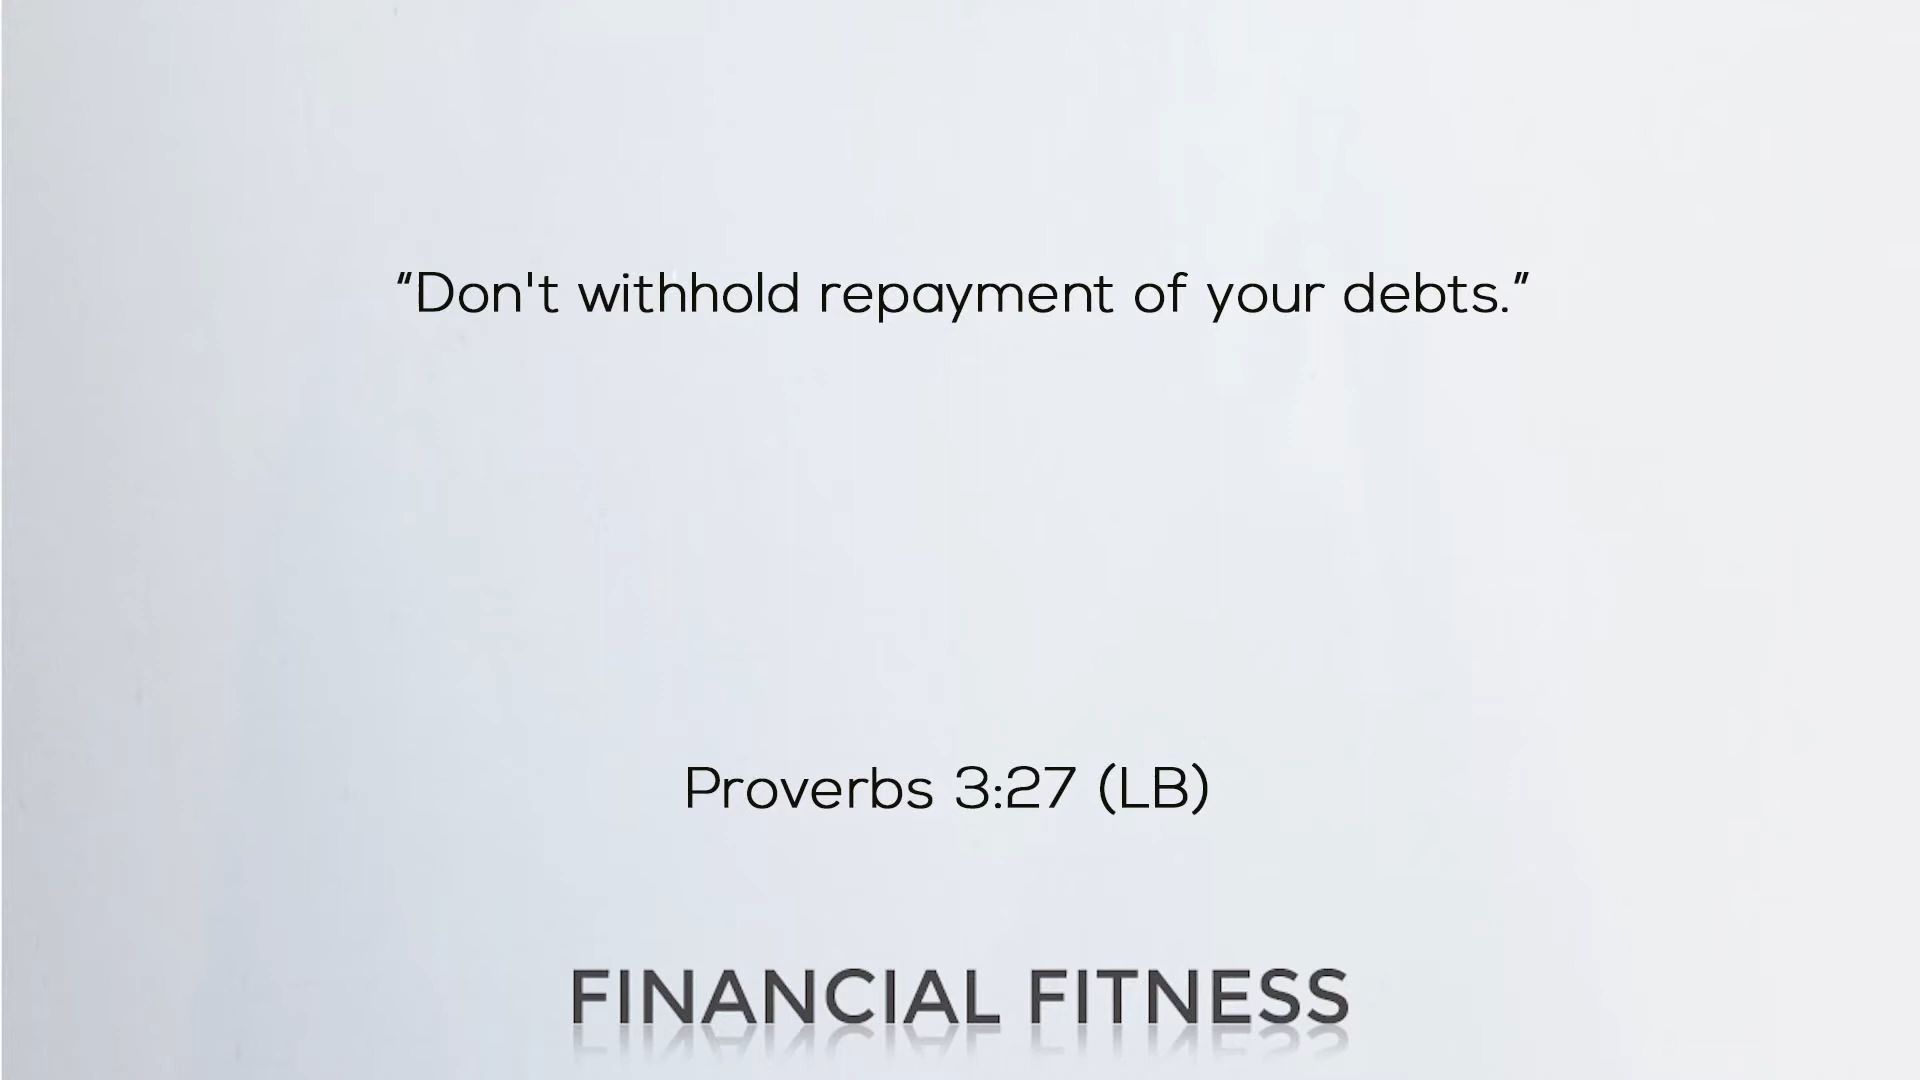 “Don't withhold repayment of your debts.”
Proverbs 3:27 (LB)
FINANCIAL FITNESS